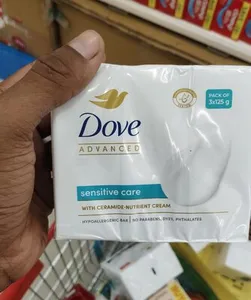 PACK OF
3x125 g
Dove
ADVANCED
sensitive care
WITH CERAMIDE-NUTRIENT CREAM
HYPOALLERGENIC BAR | NO PARABENS, DYES, PHTHALATES